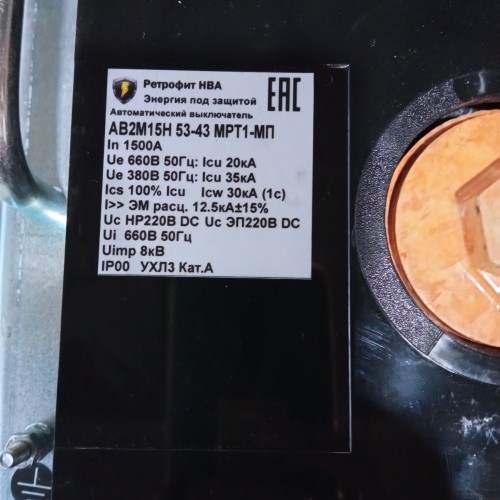 Ретрофит НВА
ЕАС
Энергия под защитой
Автоматический выключатель
АВ2М15Н 53-43 МРТ1-МП
In 1500А
Ue 660В 50Гц: Icu 20кА
Ue 380В 50Гц: Icu 35кА
Ics 100% Icu Icw 30кА (1с)
I>> ЭМ расц. 12.5кА±15%
Uc НР220В DC Uc ЭП220В DC
Ui 660В 50Гц
Uimp 8кВ
IP00 УХЛ3 Кат.А